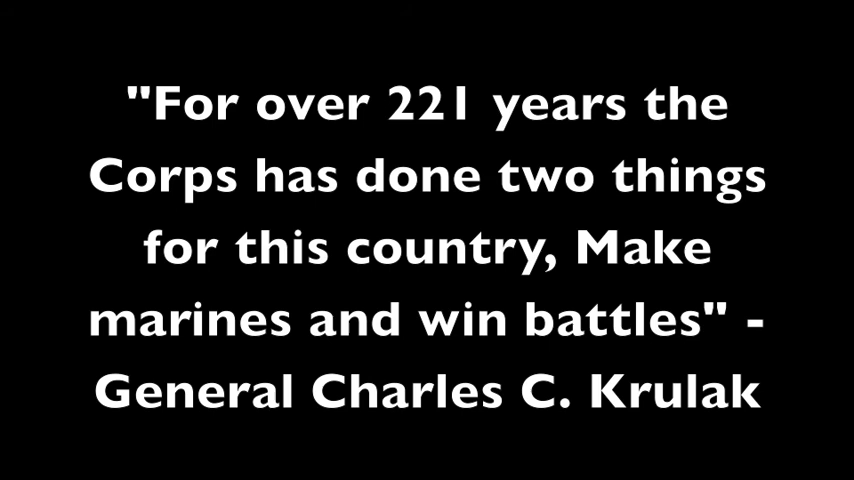 "For over 221 years the
Corps has done two things
for this country, Make
marines and win battles" -
General Charles C. Krulak